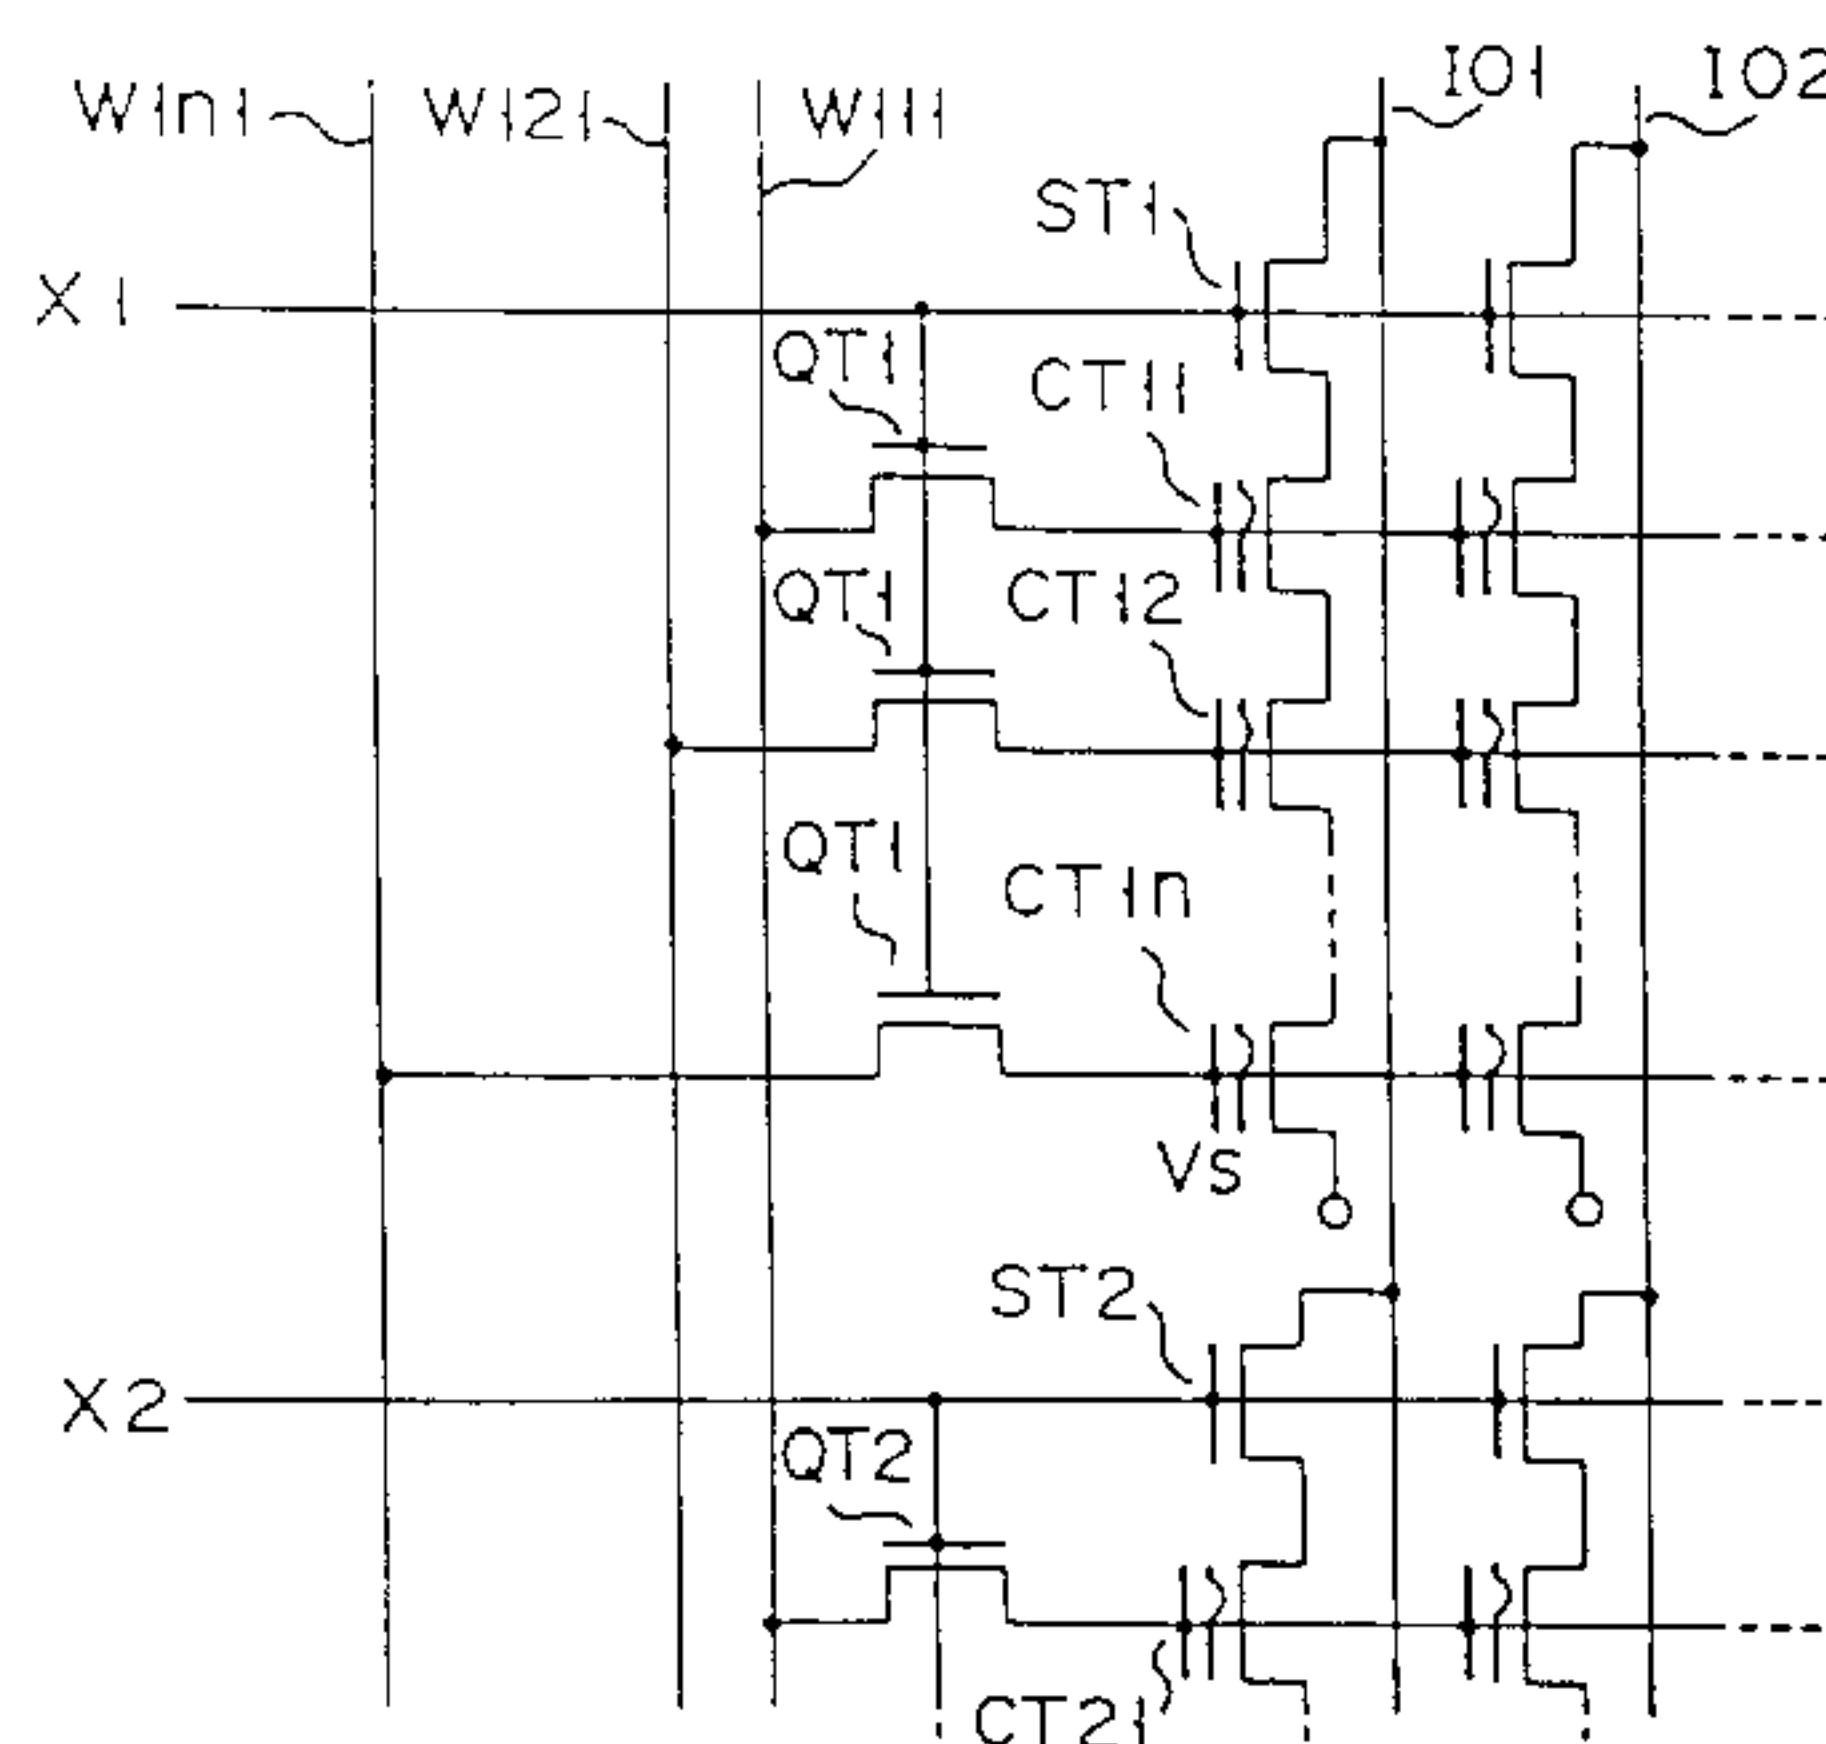 W1n1 W121 W111 IO1 IO2
ST1
X1
QT1
CT11
QT1 CT12
QT1
CT1n
VS
ST2
X2
QT2
CT21